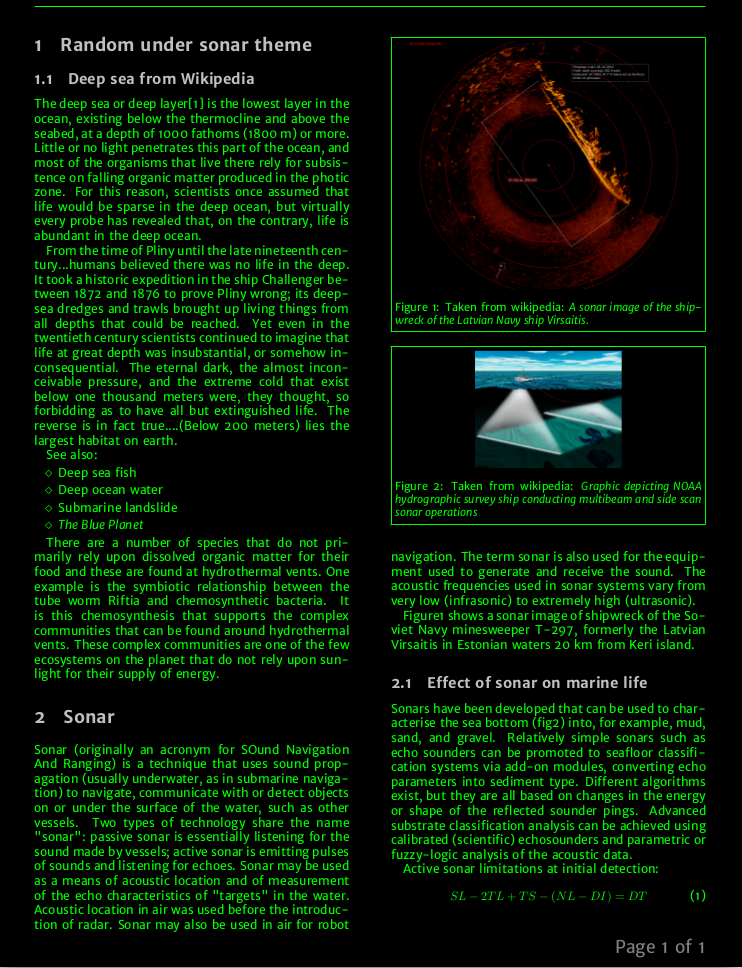 1 Random under sonar theme
1.1 Deep sea from Wikipedia
The deep sea or deep layer[1] is the lowest layer in the
ocean, existing below the thermocline and above the
seabed, at a depth of 1000 fathoms (1800 m) or more.
Little or no light penetrates this part of the ocean, and
most of the organisms that live there rely for subsis-
tence on falling organic matter produced in the photic
zone. For this reason, scientists once assumed that
life would be sparse in the deep ocean, but virtually
every probe has revealed that, on the contrary, life is
abundant in the deep ocean.
From the time of Pliny until the late nineteenth cen-
tury...humans believed there was no life in the deep.
It took a historic expedition in the ship Challenger be-
tween 1872 and 1876 to prove Pliny wrong; its deep-
sea dredges and trawls brought up living things from
all depths that could be reached. Yet even in the
twentieth century scientists continued to imagine that
life at great depth was insubstantial, or somehow in-
consequential. The eternal dark, the almost incon-
ceivable pressure, and the extreme cold that exist
below one thousand meters were, they thought, so
forbidding as to have all but extinguished life. The
reverse is in fact true....(Below 200 meters) lies the
largest habitat on earth.
See also:
◇ Deep sea fish
◇ Deep ocean water
◇ Submarine landslide
◇ The Blue Planet
There are a number of species that do not pri-
marily rely upon dissolved organic matter for their
food and these are found at hydrothermal vents. One
example is the symbiotic relationship between the
tube worm Riftia and chemosynthetic bacteria. It
is this chemosynthesis that supports the complex
communities that can be found around hydrothermal
vents. These complex communities are one of the few
ecosystems on the planet that do not rely upon sun-
light for their supply of energy.
2 Sonar
Sonar (originally an acronym for SOund Navigation
And Ranging) is a technique that uses sound prop-
agation (usually underwater, as in submarine naviga-
tion) to navigate, communicate with or detect objects
on or under the surface of the water, such as other
vessels. Two types of technology share the name
"sonar": passive sonar is essentially listening for the
sound made by vessels; active sonar is emitting pulses
of sounds and listening for echoes. Sonar may be used
as a means of acoustic location and of measurement
of the echo characteristics of "targets" in the water.
Acoustic location in air was used before the introduc-
tion of radar. Sonar may also be used in air for robot
Figure 1: Taken from wikipedia: A sonar image of the ship-
wreck of the Latvian Navy ship Virsaitis.
Figure 2: Taken from wikipedia: Graphic depicting NOAA
hydrographic survey ship conducting multibeam and side scan
sonar operations
navigation. The term sonar is also used for the equip-
ment used to generate and receive the sound. The
acoustic frequencies used in sonar systems vary from
very low (infrasonic) to extremely high (ultrasonic).
Figure1 shows a sonar image of shipwreck of the So-
viet Navy minesweeper T-297, formerly the Latvian
Virsaitis in Estonian waters 20 km from Keri island.
2.1 Effect of sonar on marine life
Sonars have been developed that can be used to char-
acterise the sea bottom (fig2) into, for example, mud,
sand, and gravel. Relatively simple sonars such as
echo sounders can be promoted to seafloor classifi-
cation systems via add-on modules, converting echo
parameters into sediment type. Different algorithms
exist, but they are all based on changes in the energy
or shape of the reflected sounder pings. Advanced
substrate classification analysis can be achieved using
calibrated (scientific) echosounders and parametric or
fuzzy-logic analysis of the acoustic data.
Active sonar limitations at initial detection:
SL − 2TL + TS − (NL − DI) = DT (1)
Page 1 of 1